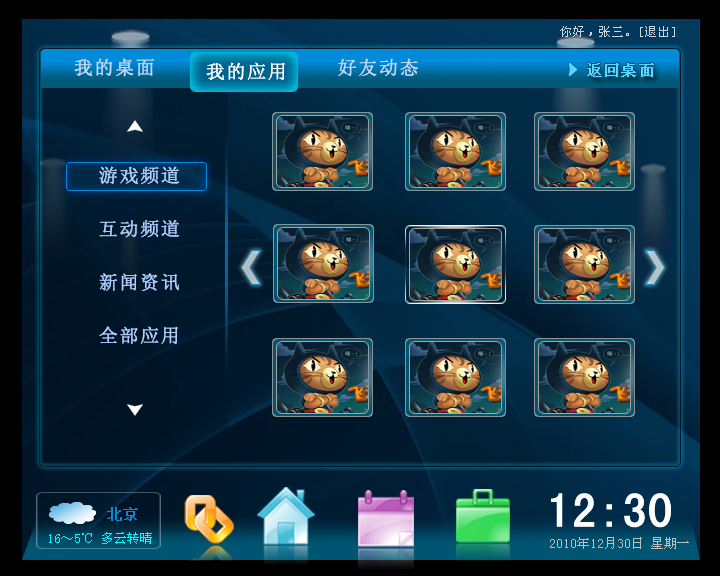 你好，张三。[退出]
我的桌面 我的应用 好友动态 返回桌面
游戏频道
互动频道
新闻资讯
全部应用
北京
16～5℃ 多云转晴
12:30
2010年12月30日 星期一